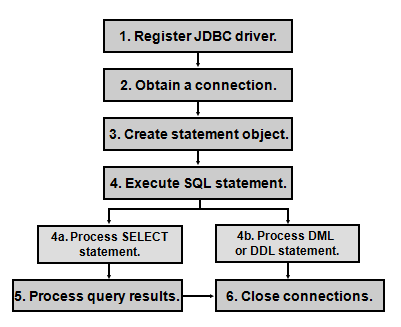 1. Register JDBC driver.
2. Obtain a connection.
3. Create statement object.
4. Execute SQL statement.
4a. Process SELECT
statement.
4b. Process DML
or DDL statement.
5. Process query results.
6. Close connections.